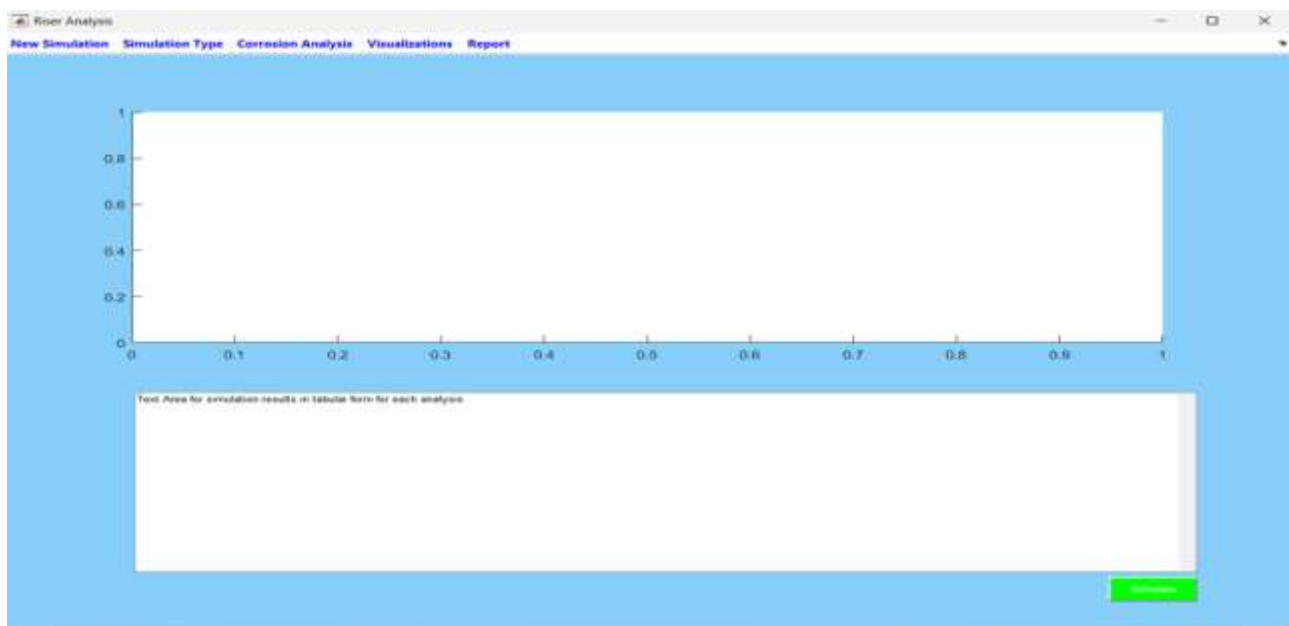 Riser Analysis
New Simulation Simulation Type Corrosion Analysis Visualizations Report
1
0.8
0.6
0.4
0.2
0
0 0.1 0.2 0.3 0.4 0.5 0.6 0.7 0.8 0.9 1
Text Area for simulation results in tabular form for each analysis